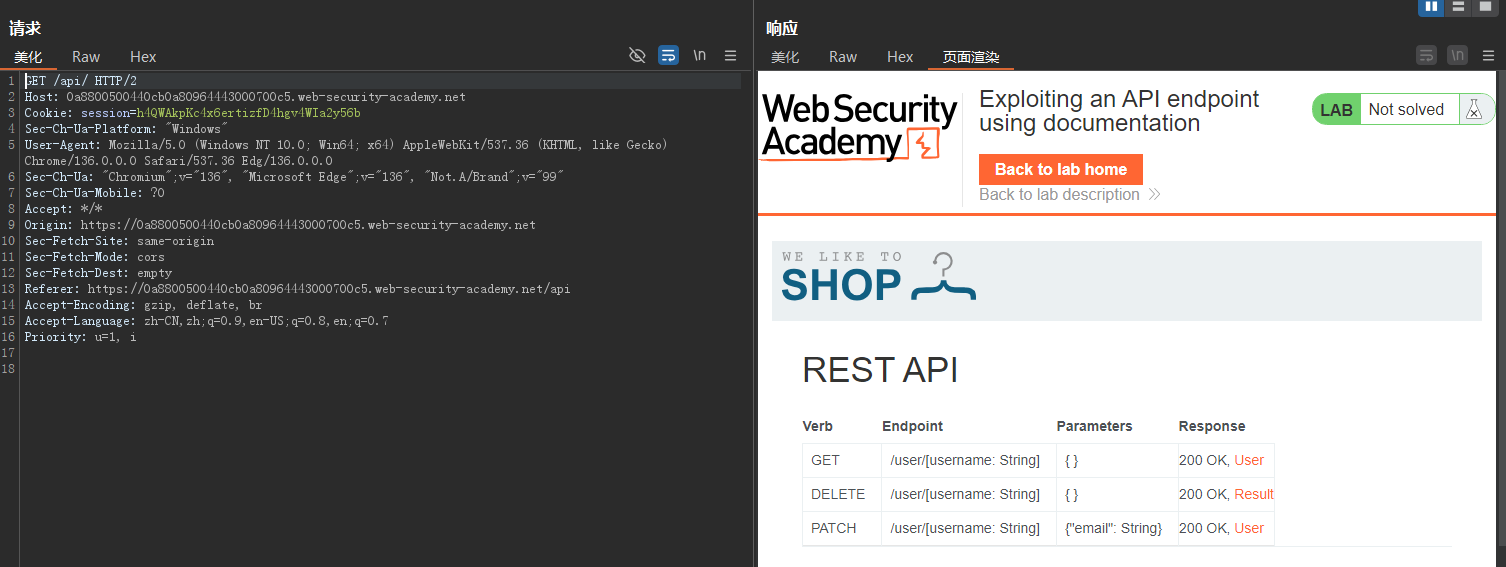 请求
美化 Raw Hex \n
1 GET /api/ HTTP/2
2 Host: 0a8800500440cb0a80964443000700c5.web-security-academy.net
3 Cookie: session=h4QWAkpKc4x6ertizfD4hgv4WIa2y56b
4 Sec-Ch-Ua-Platform: "Windows"
5 User-Agent: Mozilla/5.0 (Windows NT 10.0; Win64; x64) AppleWebKit/537.36 (KHTML, like Gecko)
Chrome/136.0.0.0 Safari/537.36 Edg/136.0.0.0
6 Sec-Ch-Ua: "Chromium";v="136", "Microsoft Edge";v="136", "Not.A/Brand";v="99"
7 Sec-Ch-Ua-Mobile: ?0
8 Accept: */*
9 Origin: https://0a8800500440cb0a80964443000700c5.web-security-academy.net
10 Sec-Fetch-Site: same-origin
11 Sec-Fetch-Mode: cors
12 Sec-Fetch-Dest: empty
13 Referer: https://0a8800500440cb0a80964443000700c5.web-security-academy.net/api
14 Accept-Encoding: gzip, deflate, br
15 Accept-Language: zh-CN,zh;q=0.9,en-US;q=0.8,en;q=0.7
16 Priority: u=1, i
17
18
响应
美化 Raw Hex 页面渲染 \n
Web Security
Academy
Exploiting an API endpoint
using documentation
Back to lab home
Back to lab description
LAB Not solved
WE LIKE TO
SHOP
REST API
Verb Endpoint Parameters Response
GET /user/[username: String] { } 200 OK, User
DELETE /user/[username: String] { } 200 OK, Result
PATCH /user/[username: String] {"email": String} 200 OK, User